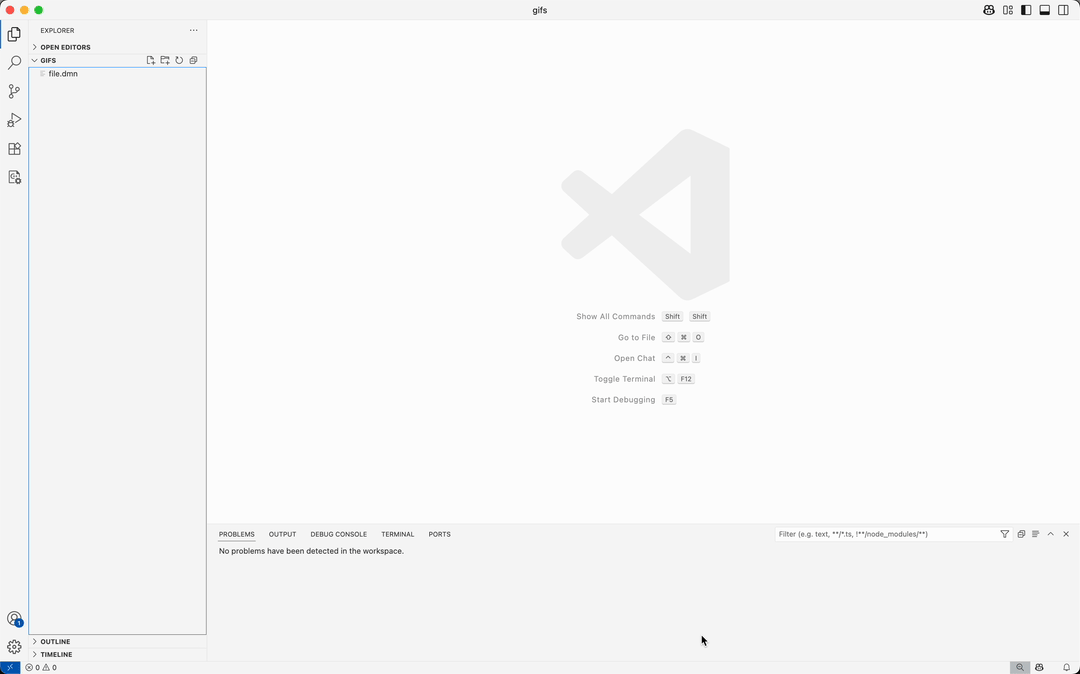 gifs
EXPLORER
OPEN EDITORS
GIFS
file.dmn
Show All Commands Shift Shift
Go to File ⇧ ⌘ O
Open Chat ^ ⌘ I
Toggle Terminal ⌥ F12
Start Debugging F5
PROBLEMS OUTPUT DEBUG CONSOLE TERMINAL PORTS
Filter (e.g. text, **/*.ts, !**/node_modules/**)
No problems have been detected in the workspace.
1
OUTLINE
TIMELINE
0 0